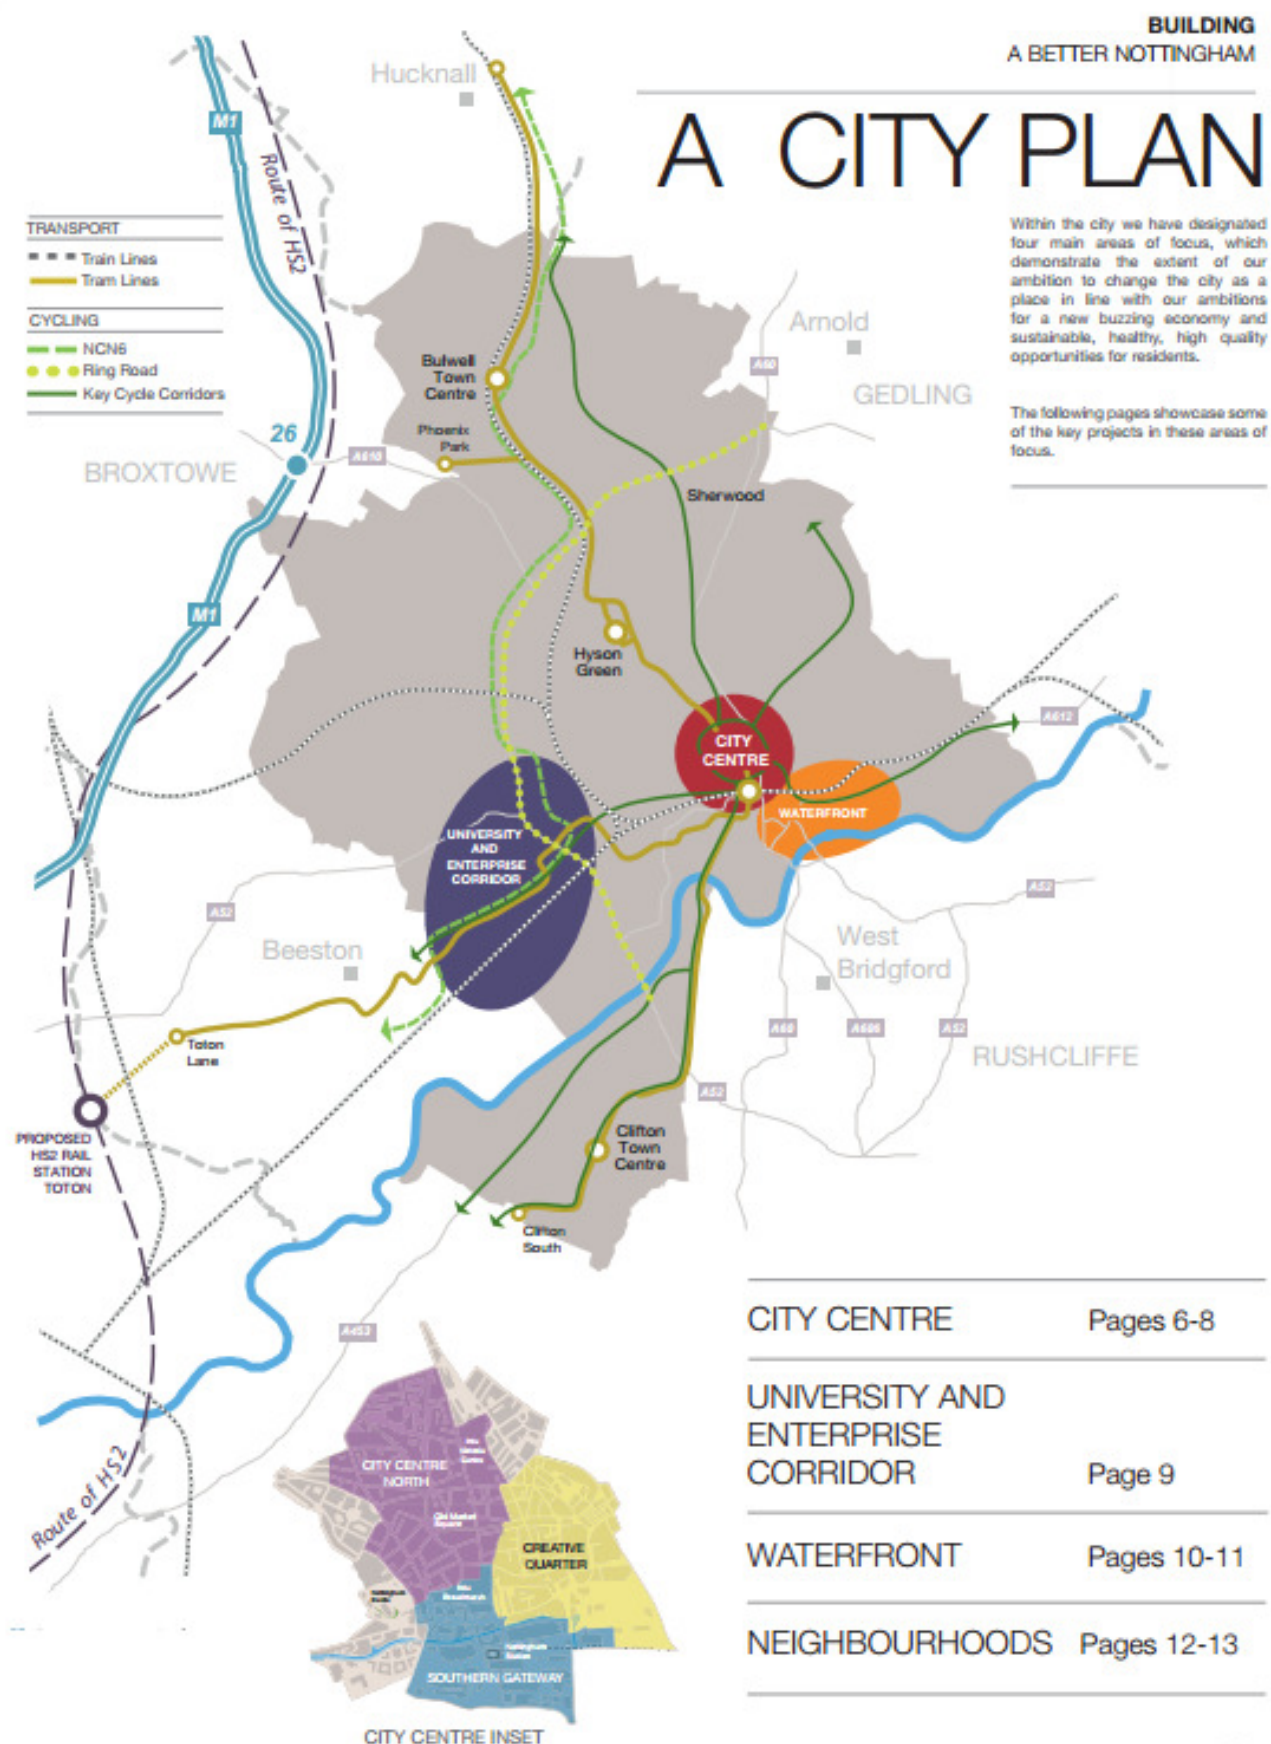 BUILDING
A BETTER NOTTINGHAM
A CITY PLAN
Within the city we have designated
four main areas of focus, which
demonstrate the extent of our
ambition to change the city as a
place in line with our ambitions
for a new buzzing economy and
sustainable, healthy, high quality
opportunities for residents.
The following pages showcase some
of the key projects in these areas of
focus.
TRANSPORT
Train Lines
Tram Lines
CYCLING
NCN6
Ring Road
Key Cycle Corridors
Hucknall
M1
Route of HS2
Arnold
A60
GEDLING
Bulwell
Town
Centre
Phoenix
Park
26
A610
BROXTOWE
Sherwood
M1
Hyson
Green
A612
CITY
CENTRE
WATERFRONT
UNIVERSITY
AND
ENTERPRISE
CORRIDOR
A52
A52
Beeston
West
Bridgford
A60
A606
A52
RUSHCLIFFE
Toton
Lane
A52
PROPOSED
HS2 RAIL
STATION
TOTON
Clifton
Town
Centre
Clifton
South
A453
Route of HS2
CITY CENTRE
NORTH
Old Market
Square
CREATIVE
QUARTER
Nottingham
Station
SOUTHERN GATEWAY
CITY CENTRE INSET
CITY CENTRE Pages 6-8
UNIVERSITY AND
ENTERPRISE
CORRIDOR Page 9
WATERFRONT Pages 10-11
NEIGHBOURHOODS Pages 12-13